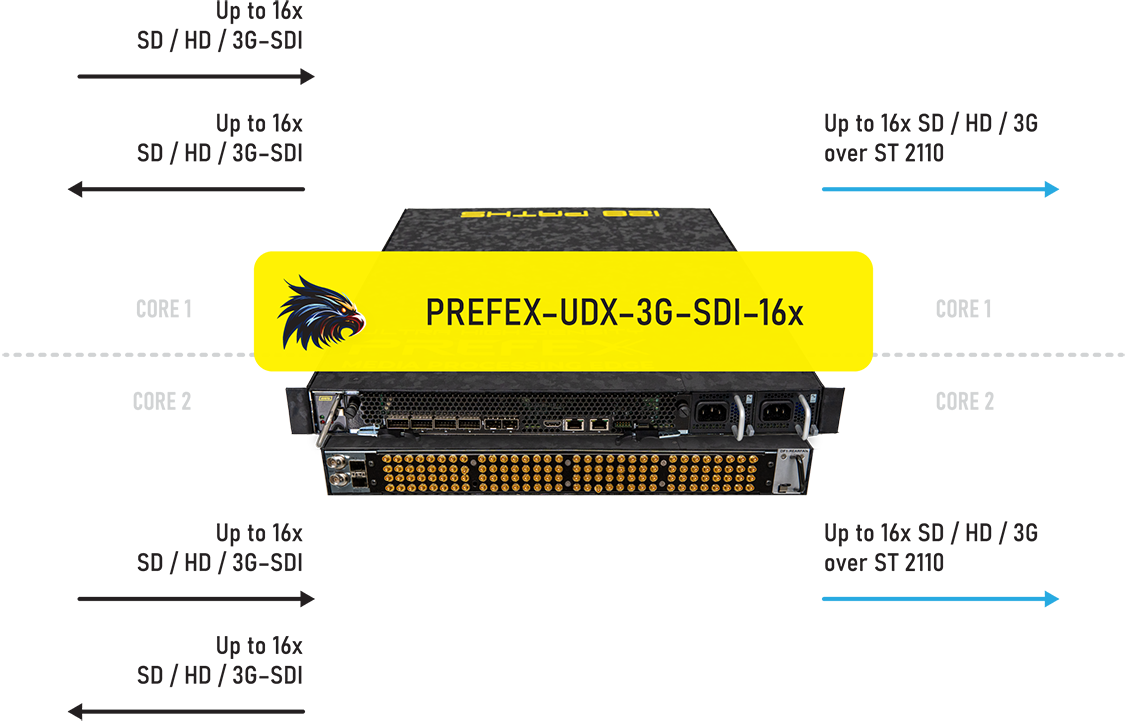 Up to 16x
SD / HD / 3G-SDI
Up to 16x
SD / HD / 3G-SDI
Up to 16x SD / HD / 3G
over ST 2110
128 PATHS
PREFEX-UDX-3G-SDI-16x
CORE 1
CORE 1
CORE 2
CORE 2
Up to 16x
SD / HD / 3G-SDI
Up to 16x SD / HD / 3G
over ST 2110
Up to 16x
SD / HD / 3G-SDI